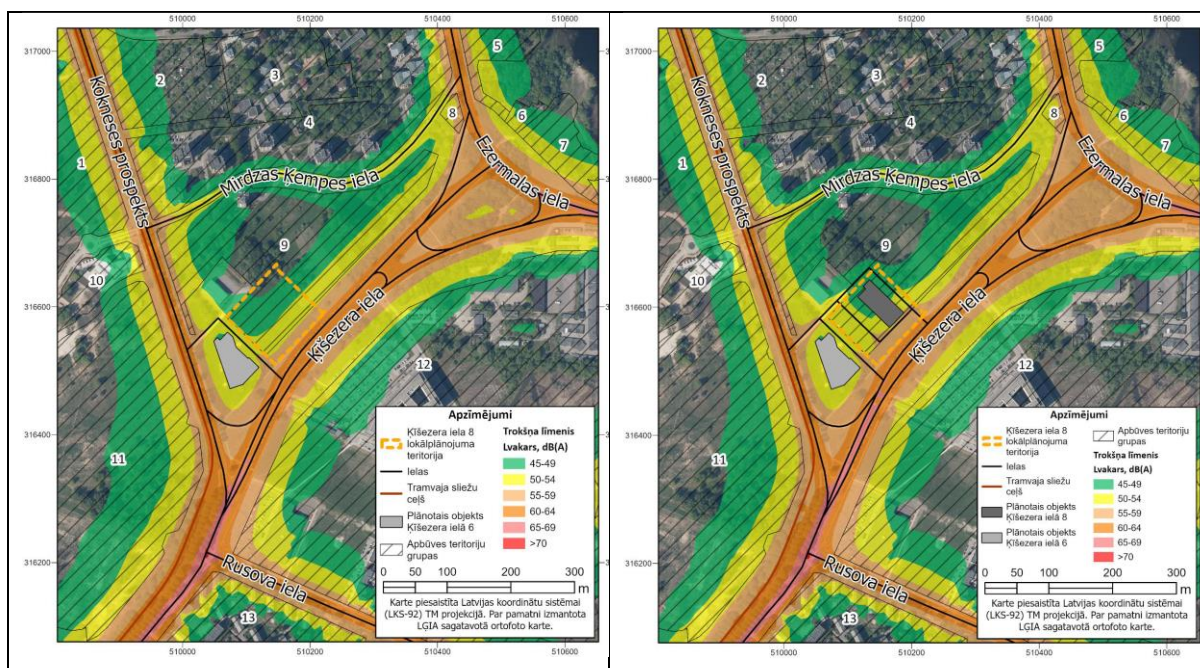 510000 510200 510400 510600
317000
316800
316600
316400
316200
510000 510200 510400 510600
1
2
3
4
5
6
7
8
9
10
11
12
13
Kokneses prospekts
Mirdzas Ķempes iela
Ezermalas iela
Ķīšezera iela
Rusova iela
Apzīmējumi
Ķīšezera iela 8
lokālplānojuma
teritorija
Ielas
Tramvaja sliežu
ceļš
Plānotais objekts
Ķīšezera ielā 6
Apbūves teritoriju
grupas
Trokšņa līmenis
Lvakars, dB(A)
45-49
50-54
55-59
60-64
65-69
>70
0 50 100 200 300
m
Karte piesaistīta Latvijas koordinātu sistēmai
(LKS-92) TM projekcijā. Par pamatni izmantota
LĢIA sagatavotā ortofoto karte.
510000 510200 510400 510600
317000
316800
316600
316400
316200
510000 510200 510400 510600
1
2
3
4
5
6
7
8
9
10
11
12
13
Kokneses prospekts
Mirdzas Ķempes iela
Ezermalas iela
Ķīšezera iela
Rusova iela
Apzīmējumi
Ķīšezera iela 8
lokālplānojuma
teritorija
Ielas
Tramvaja sliežu
ceļš
Plānotais objekts
Ķīšezera ielā 8
Plānotais objekts
Ķīšezera ielā 6
Apbūves teritoriju
grupas
Trokšņa līmenis
Lvakars, dB(A)
45-49
50-54
55-59
60-64
65-69
>70
0 50 100 200 300
m
Karte piesaistīta Latvijas koordinātu sistēmai
(LKS-92) TM projekcijā. Par pamatni izmantota
LĢIA sagatavotā ortofoto karte.